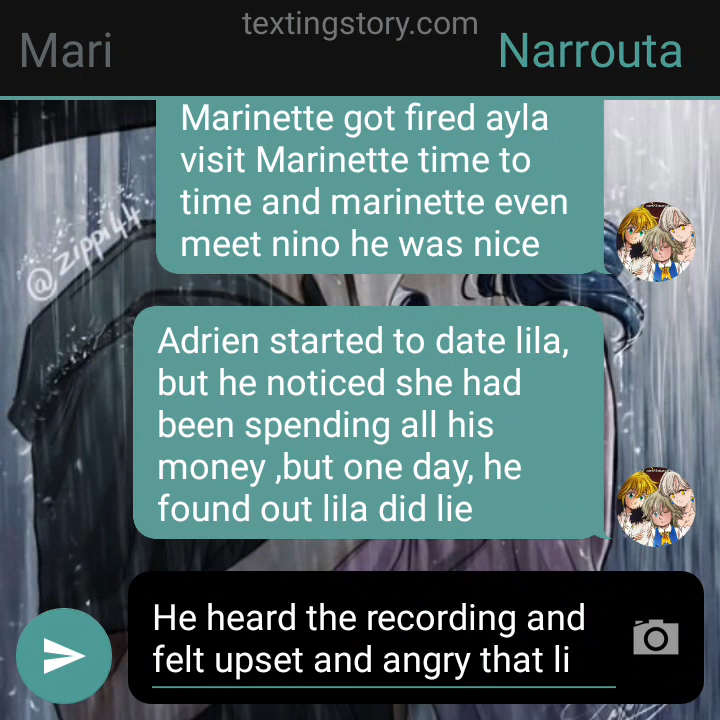 textingstory.com
Mari
Narrouta
Marinette got fired ayla
visit Marinette time to
time and marinette even
meet nino he was nice
@zippi44
Adrien started to date lila,
but he noticed she had
been spending all his
money ,but one day, he
found out lila did lie
He heard the recording and
felt upset and angry that li